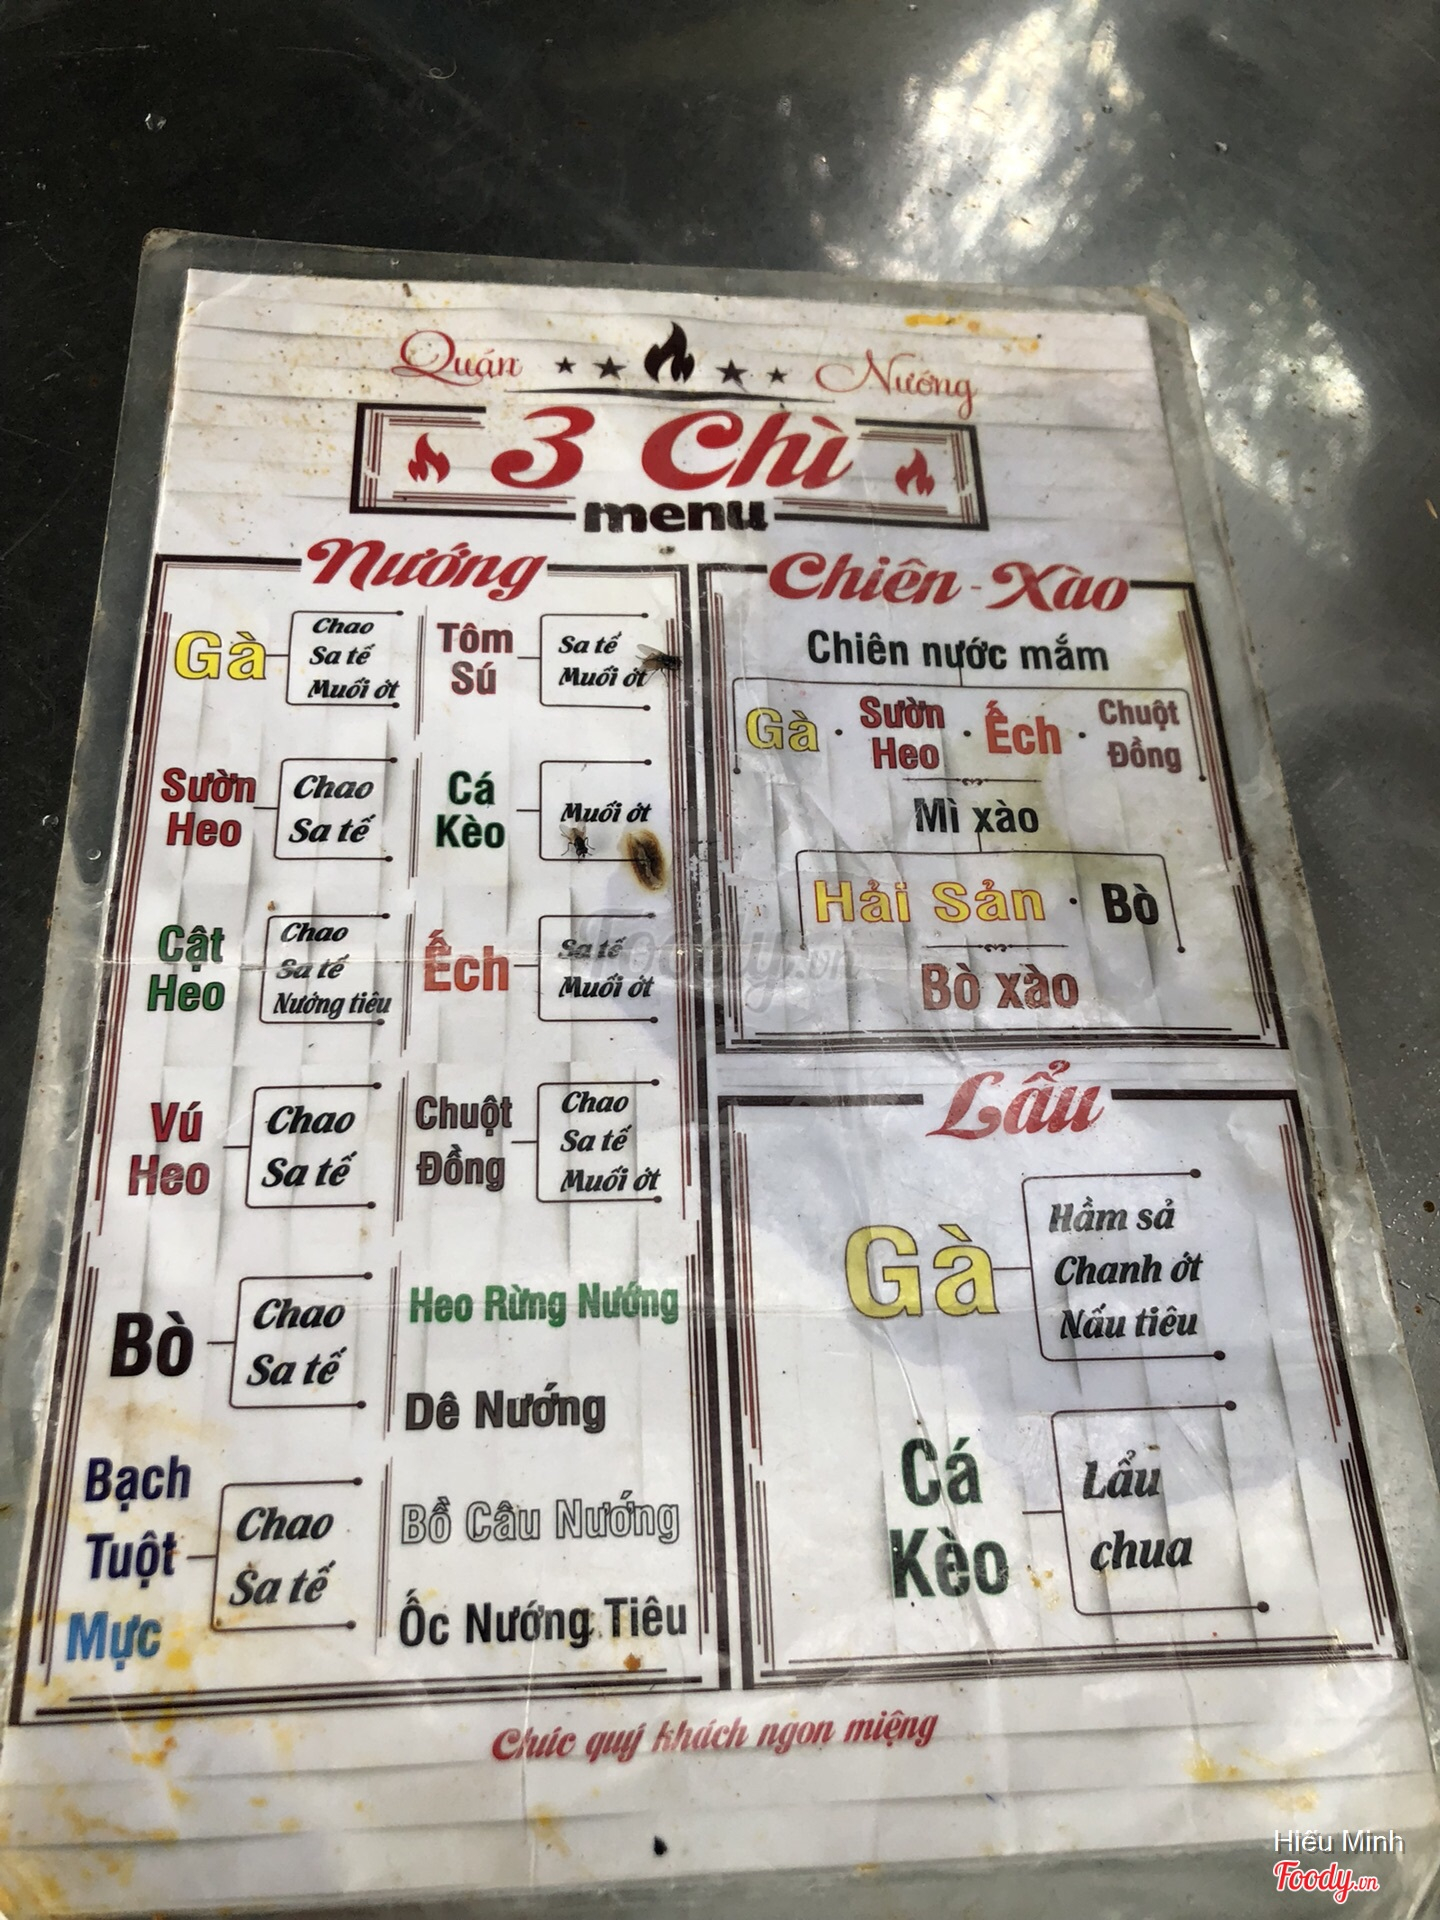 Quán Nướng
3 Chì
menu
Nướng
Gà
Chao
Sa tế
Muối ớt
Tôm
Sú
Sa tế
Muối ớt
Sườn
Heo
Chao
Sa tế
Cá
Kèo
Muối ớt
Cật
Heo
Chao
Sa tế
Nướng tiêu
Ếch
Sa tế
Muối ớt
Vú
Heo
Chao
Sa tế
Chuột
Đồng
Chao
Sa tế
Muối ớt
Bò
Chao
Sa tế
Heo Rừng Nướng
Dê Nướng
Bạch
Tuột
Mực
Chao
Sa tế
Bồ Câu Nướng
Ốc Nướng Tiêu
Chiên - Xào
Chiên nước mắm
Gà · Sườn Heo · Ếch · Chuột Đồng
Mì xào
Hải Sản · Bò
Bò xào
Lẩu
Gà
Hầm sả
Chanh ớt
Nấu tiêu
Cá
Kèo
Lẩu
chua
Chúc quý khách ngon miệng
Foody.vn
Hiếu Minh
Foody.vn